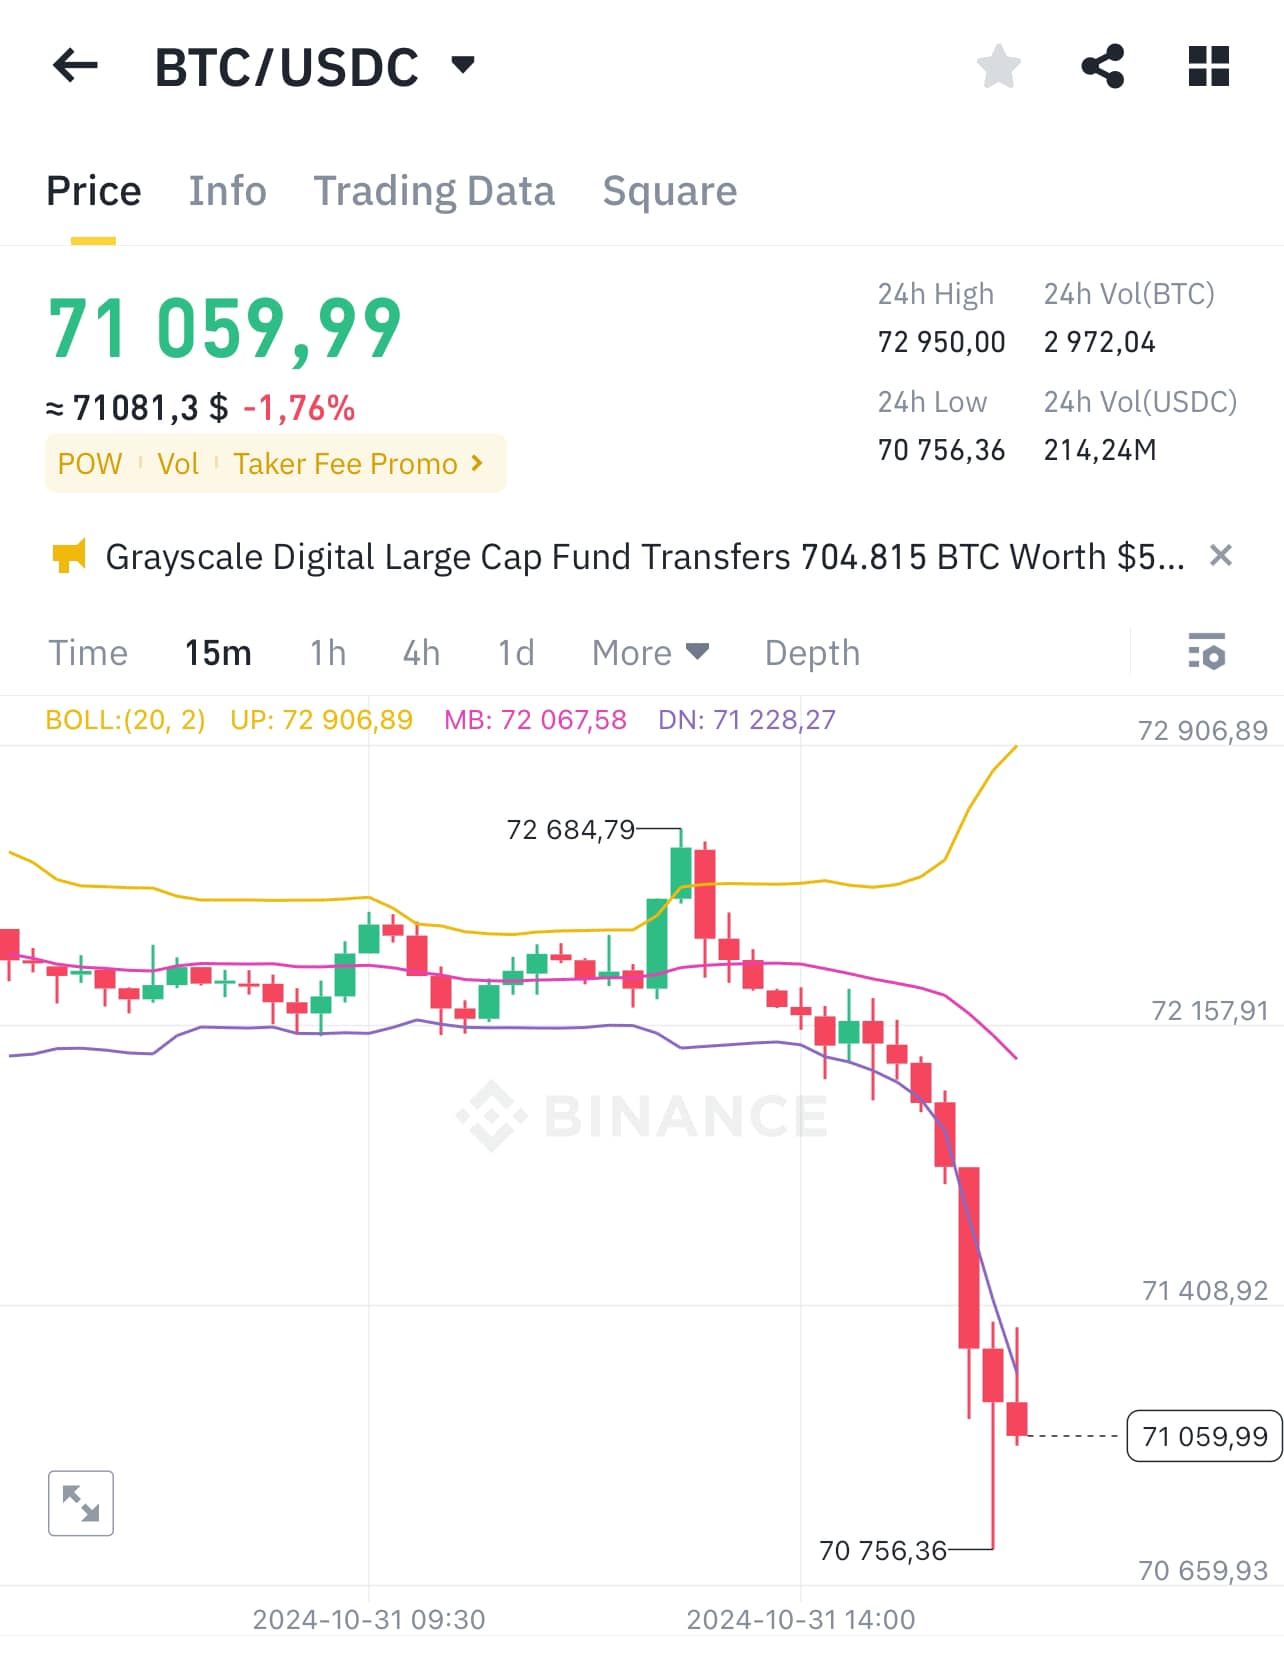 BTC/USDC
Price Info Trading Data Square
71 059,99
≈ 71081,3 $ -1,76%
POW Vol Taker Fee Promo
24h High 24h Vol(BTC)
72 950,00 2 972,04
24h Low 24h Vol(USDC)
70 756,36 214,24M
Grayscale Digital Large Cap Fund Transfers 704.815 BTC Worth $5...
Time 15m 1h 4h 1d More Depth
BOLL:(20, 2) UP: 72 906,89 MB: 72 067,58 DN: 71 228,27
72 906,89
72 684,79
72 157,91
BINANCE
71 408,92
71 059,99
70 756,36
70 659,93
2024-10-31 09:30 2024-10-31 14:00